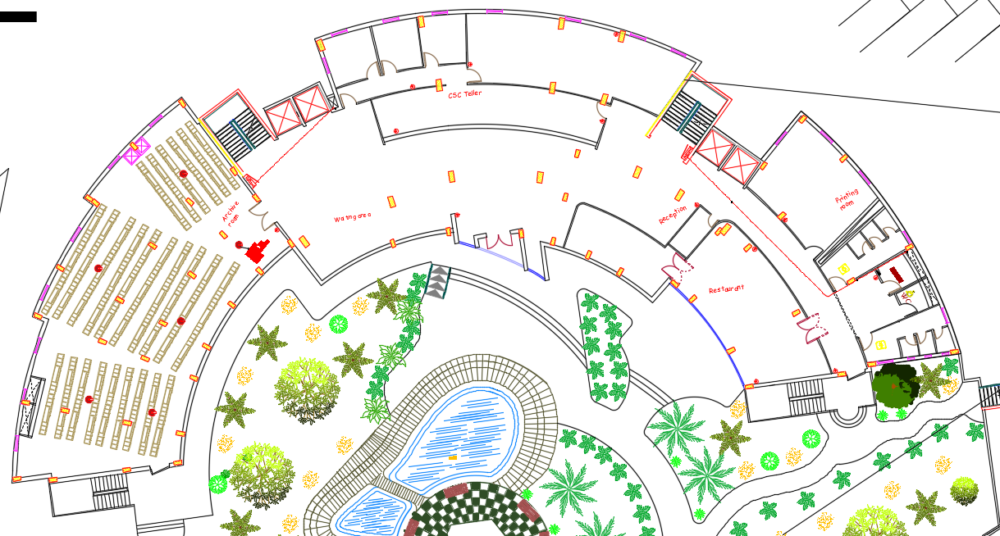 CSC Teller
Printing
room
Archive
room
Waiting area
Reception
Restaurant